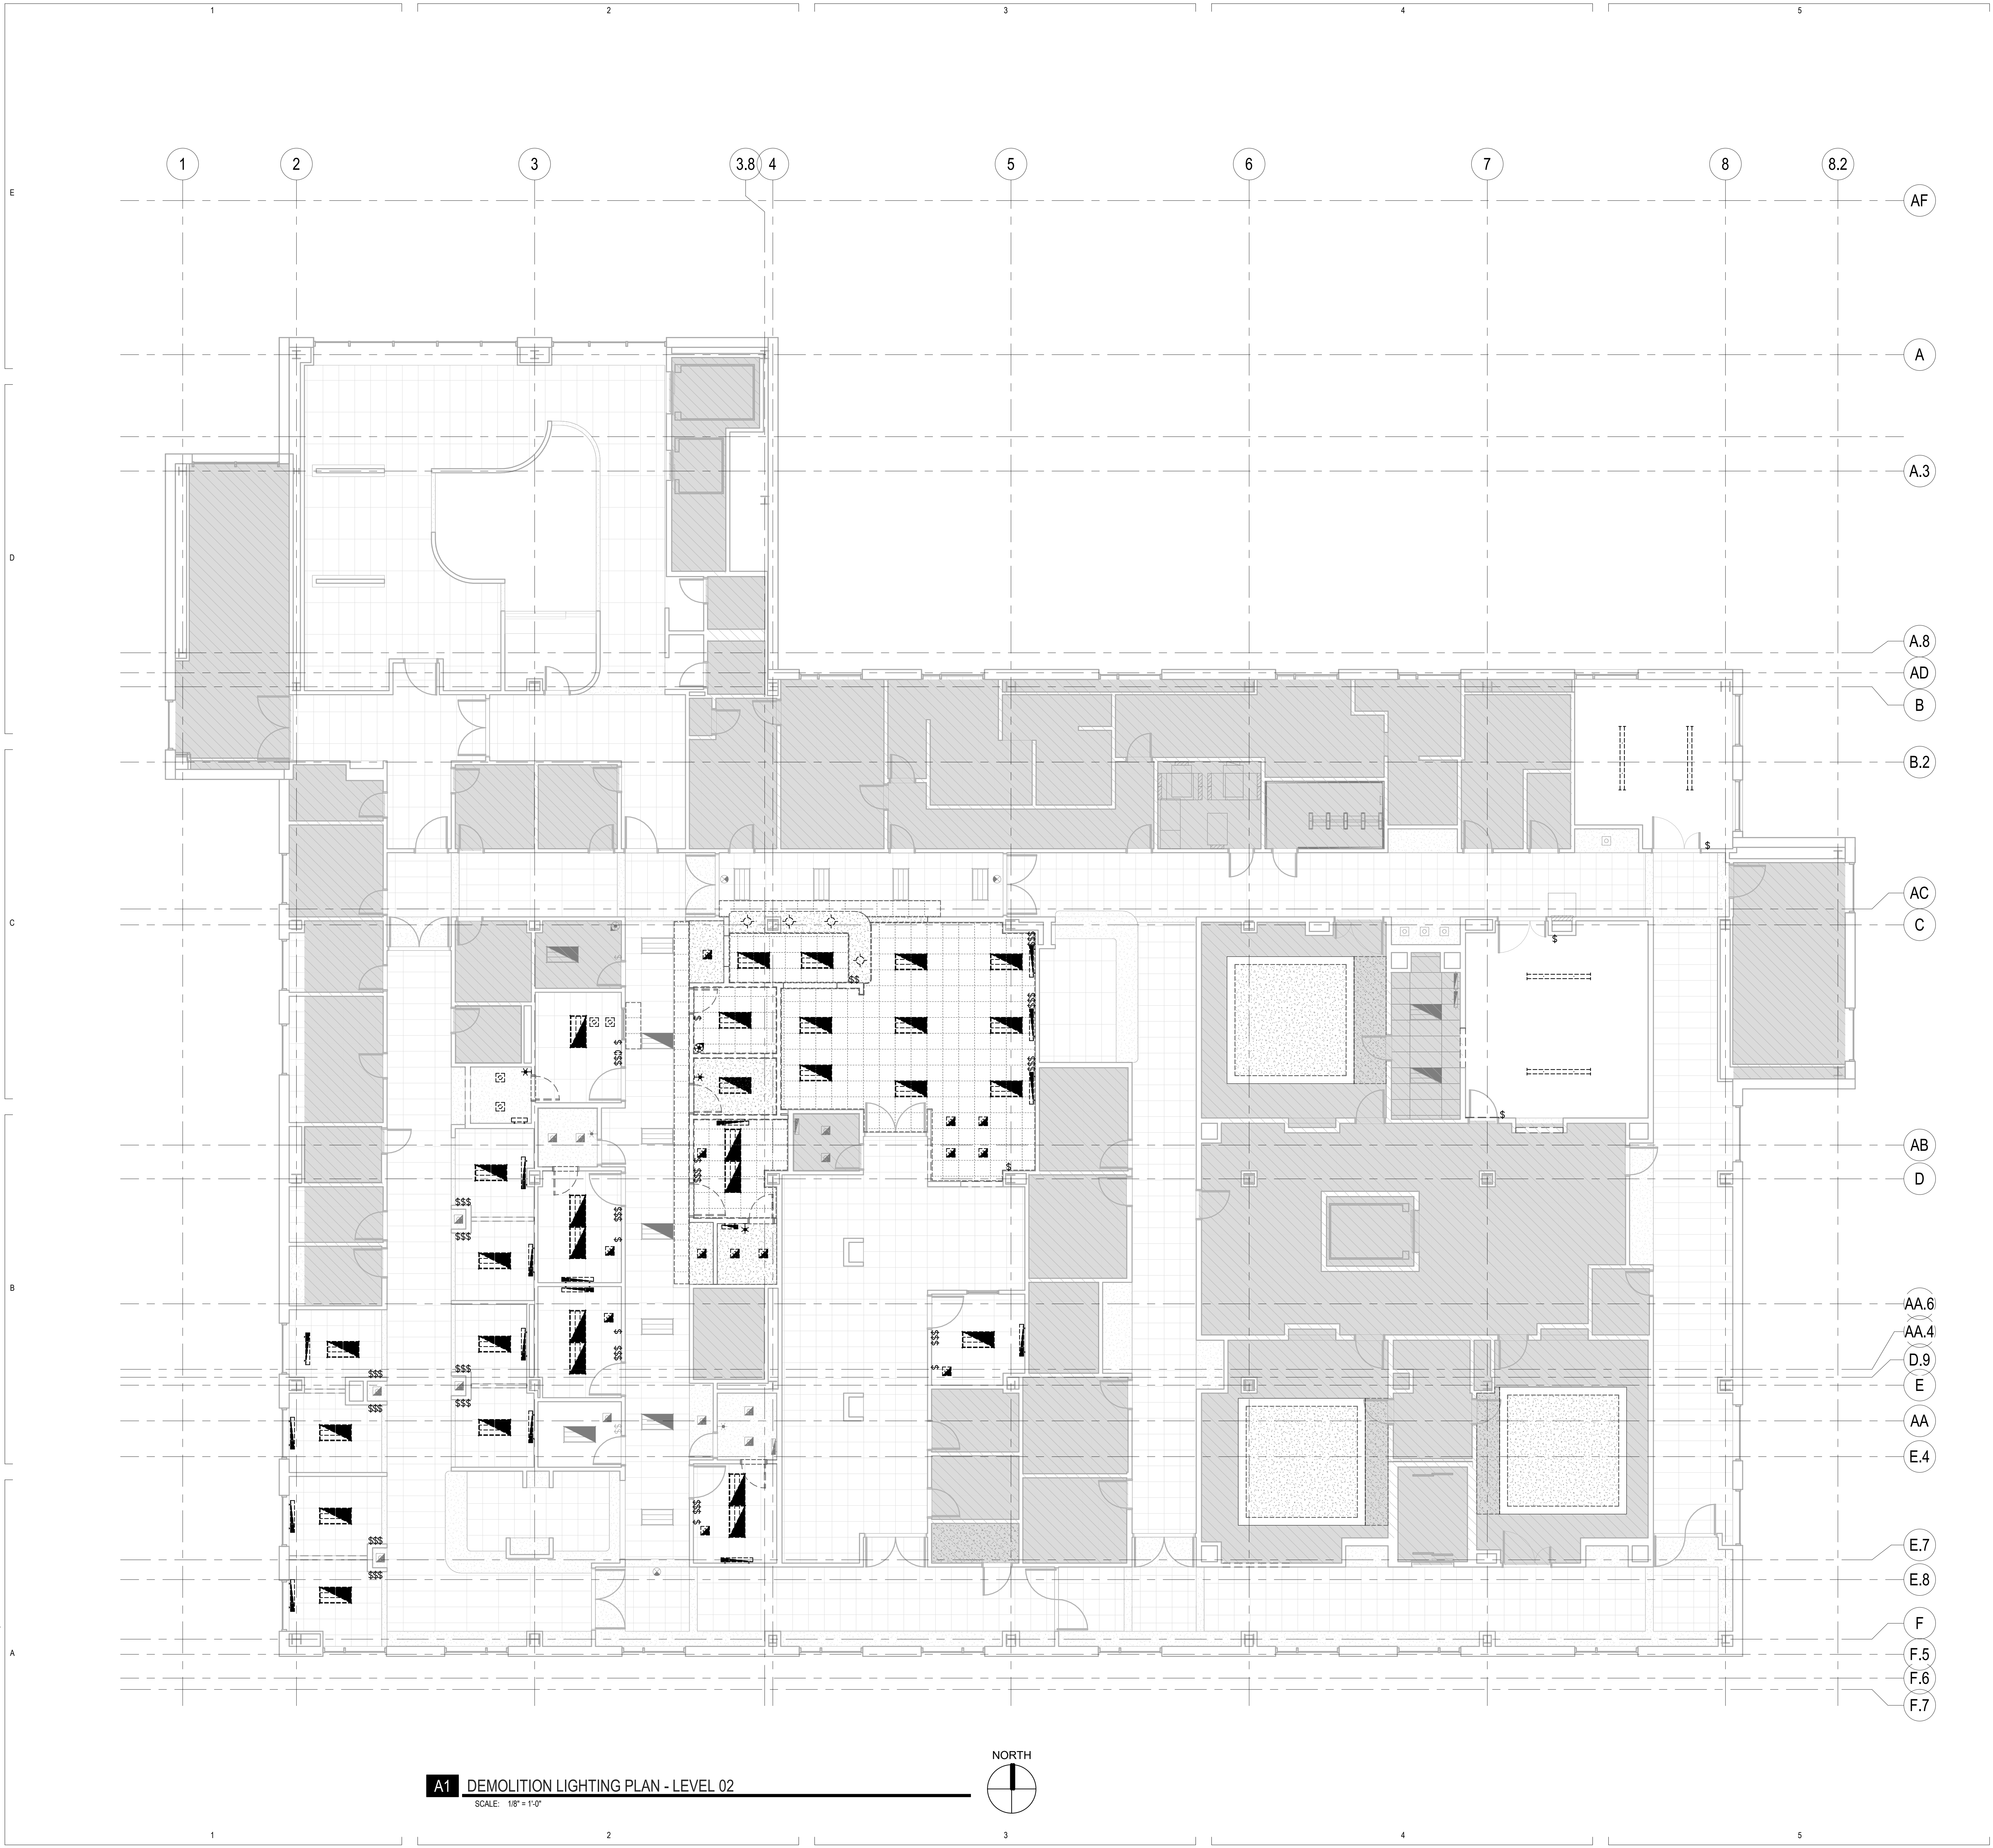 1 2 3 4 5
1 2 3 3.8 4 5 6 7 8 8.2
E
AF
A
A.3
D
A.8
AD
B
B.2
C
AC
C
$
$
$$
$$$
$$$
$$$
$
$
$$$
$
AB
D
$$$
$$$
$$$
$
$$$
$$$
B
AA.6
AA.4
D.9
E
AA
E.4
$
$$$
$$$
$
$$$
$$$
$$$
$$$
$$$
$
$$$
$$$
E.7
E.8
F
A
F.5
F.6
F.7
NORTH
A1 DEMOLITION LIGHTING PLAN - LEVEL 02
SCALE: 1/8" = 1'-0"
1 2 3 4 5